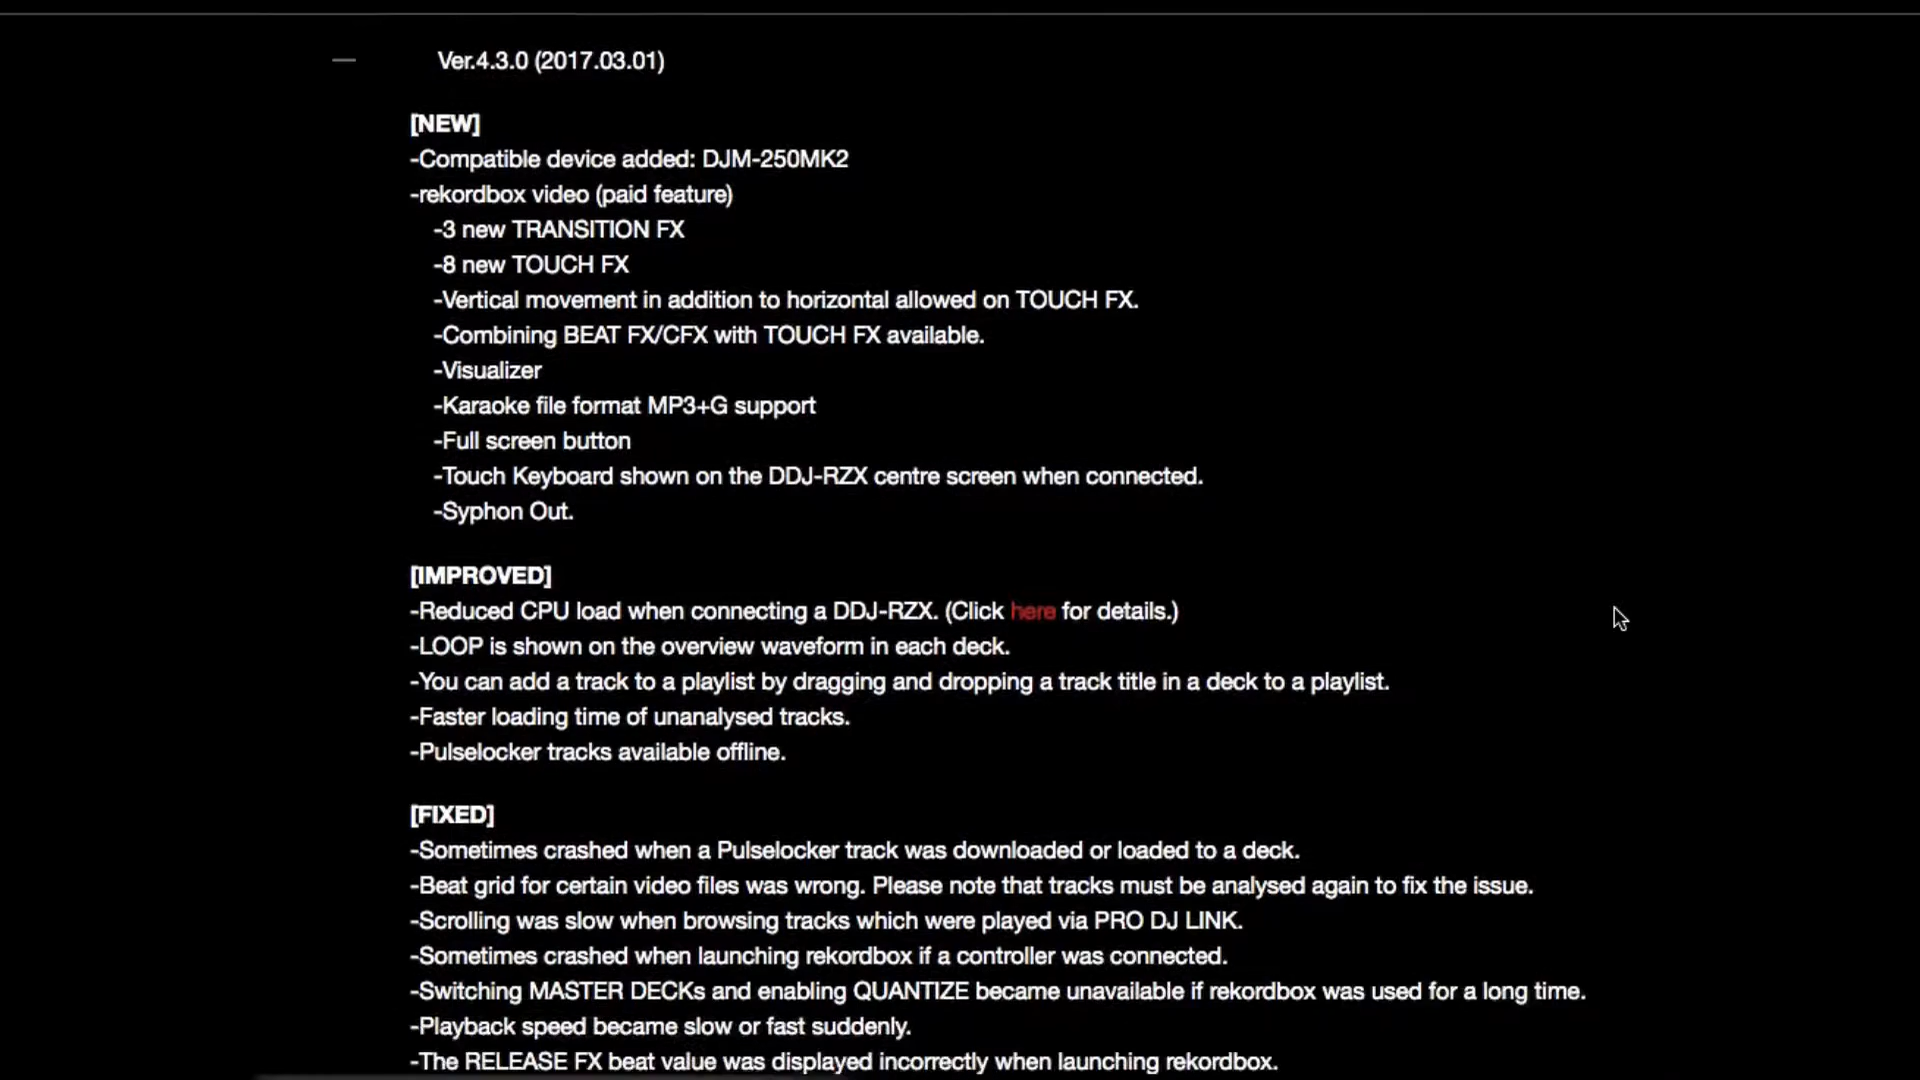 Ver.4.3.0 (2017.03.01)
[NEW]
-Compatible device added: DJM-250MK2
-rekordbox video (paid feature)
-3 new TRANSITION FX
-8 new TOUCH FX
-Vertical movement in addition to horizontal allowed on TOUCH FX.
-Combining BEAT FX/CFX with TOUCH FX available.
-Visualizer
-Karaoke file format MP3+G support
-Full screen button
-Touch Keyboard shown on the DDJ-RZX centre screen when connected.
-Syphon Out.
[IMPROVED]
-Reduced CPU load when connecting a DDJ-RZX. (Click here for details.)
-LOOP is shown on the overview waveform in each deck.
-You can add a track to a playlist by dragging and dropping a track title in a deck to a playlist.
-Faster loading time of unanalysed tracks.
-Pulselocker tracks available offline.
[FIXED]
-Sometimes crashed when a Pulselocker track was downloaded or loaded to a deck.
-Beat grid for certain video files was wrong. Please note that tracks must be analysed again to fix the issue.
-Scrolling was slow when browsing tracks which were played via PRO DJ LINK.
-Sometimes crashed when launching rekordbox if a controller was connected.
-Switching MASTER DECKs and enabling QUANTIZE became unavailable if rekordbox was used for a long time.
-Playback speed became slow or fast suddenly.
-The RELEASE FX beat value was displayed incorrectly when launching rekordbox.